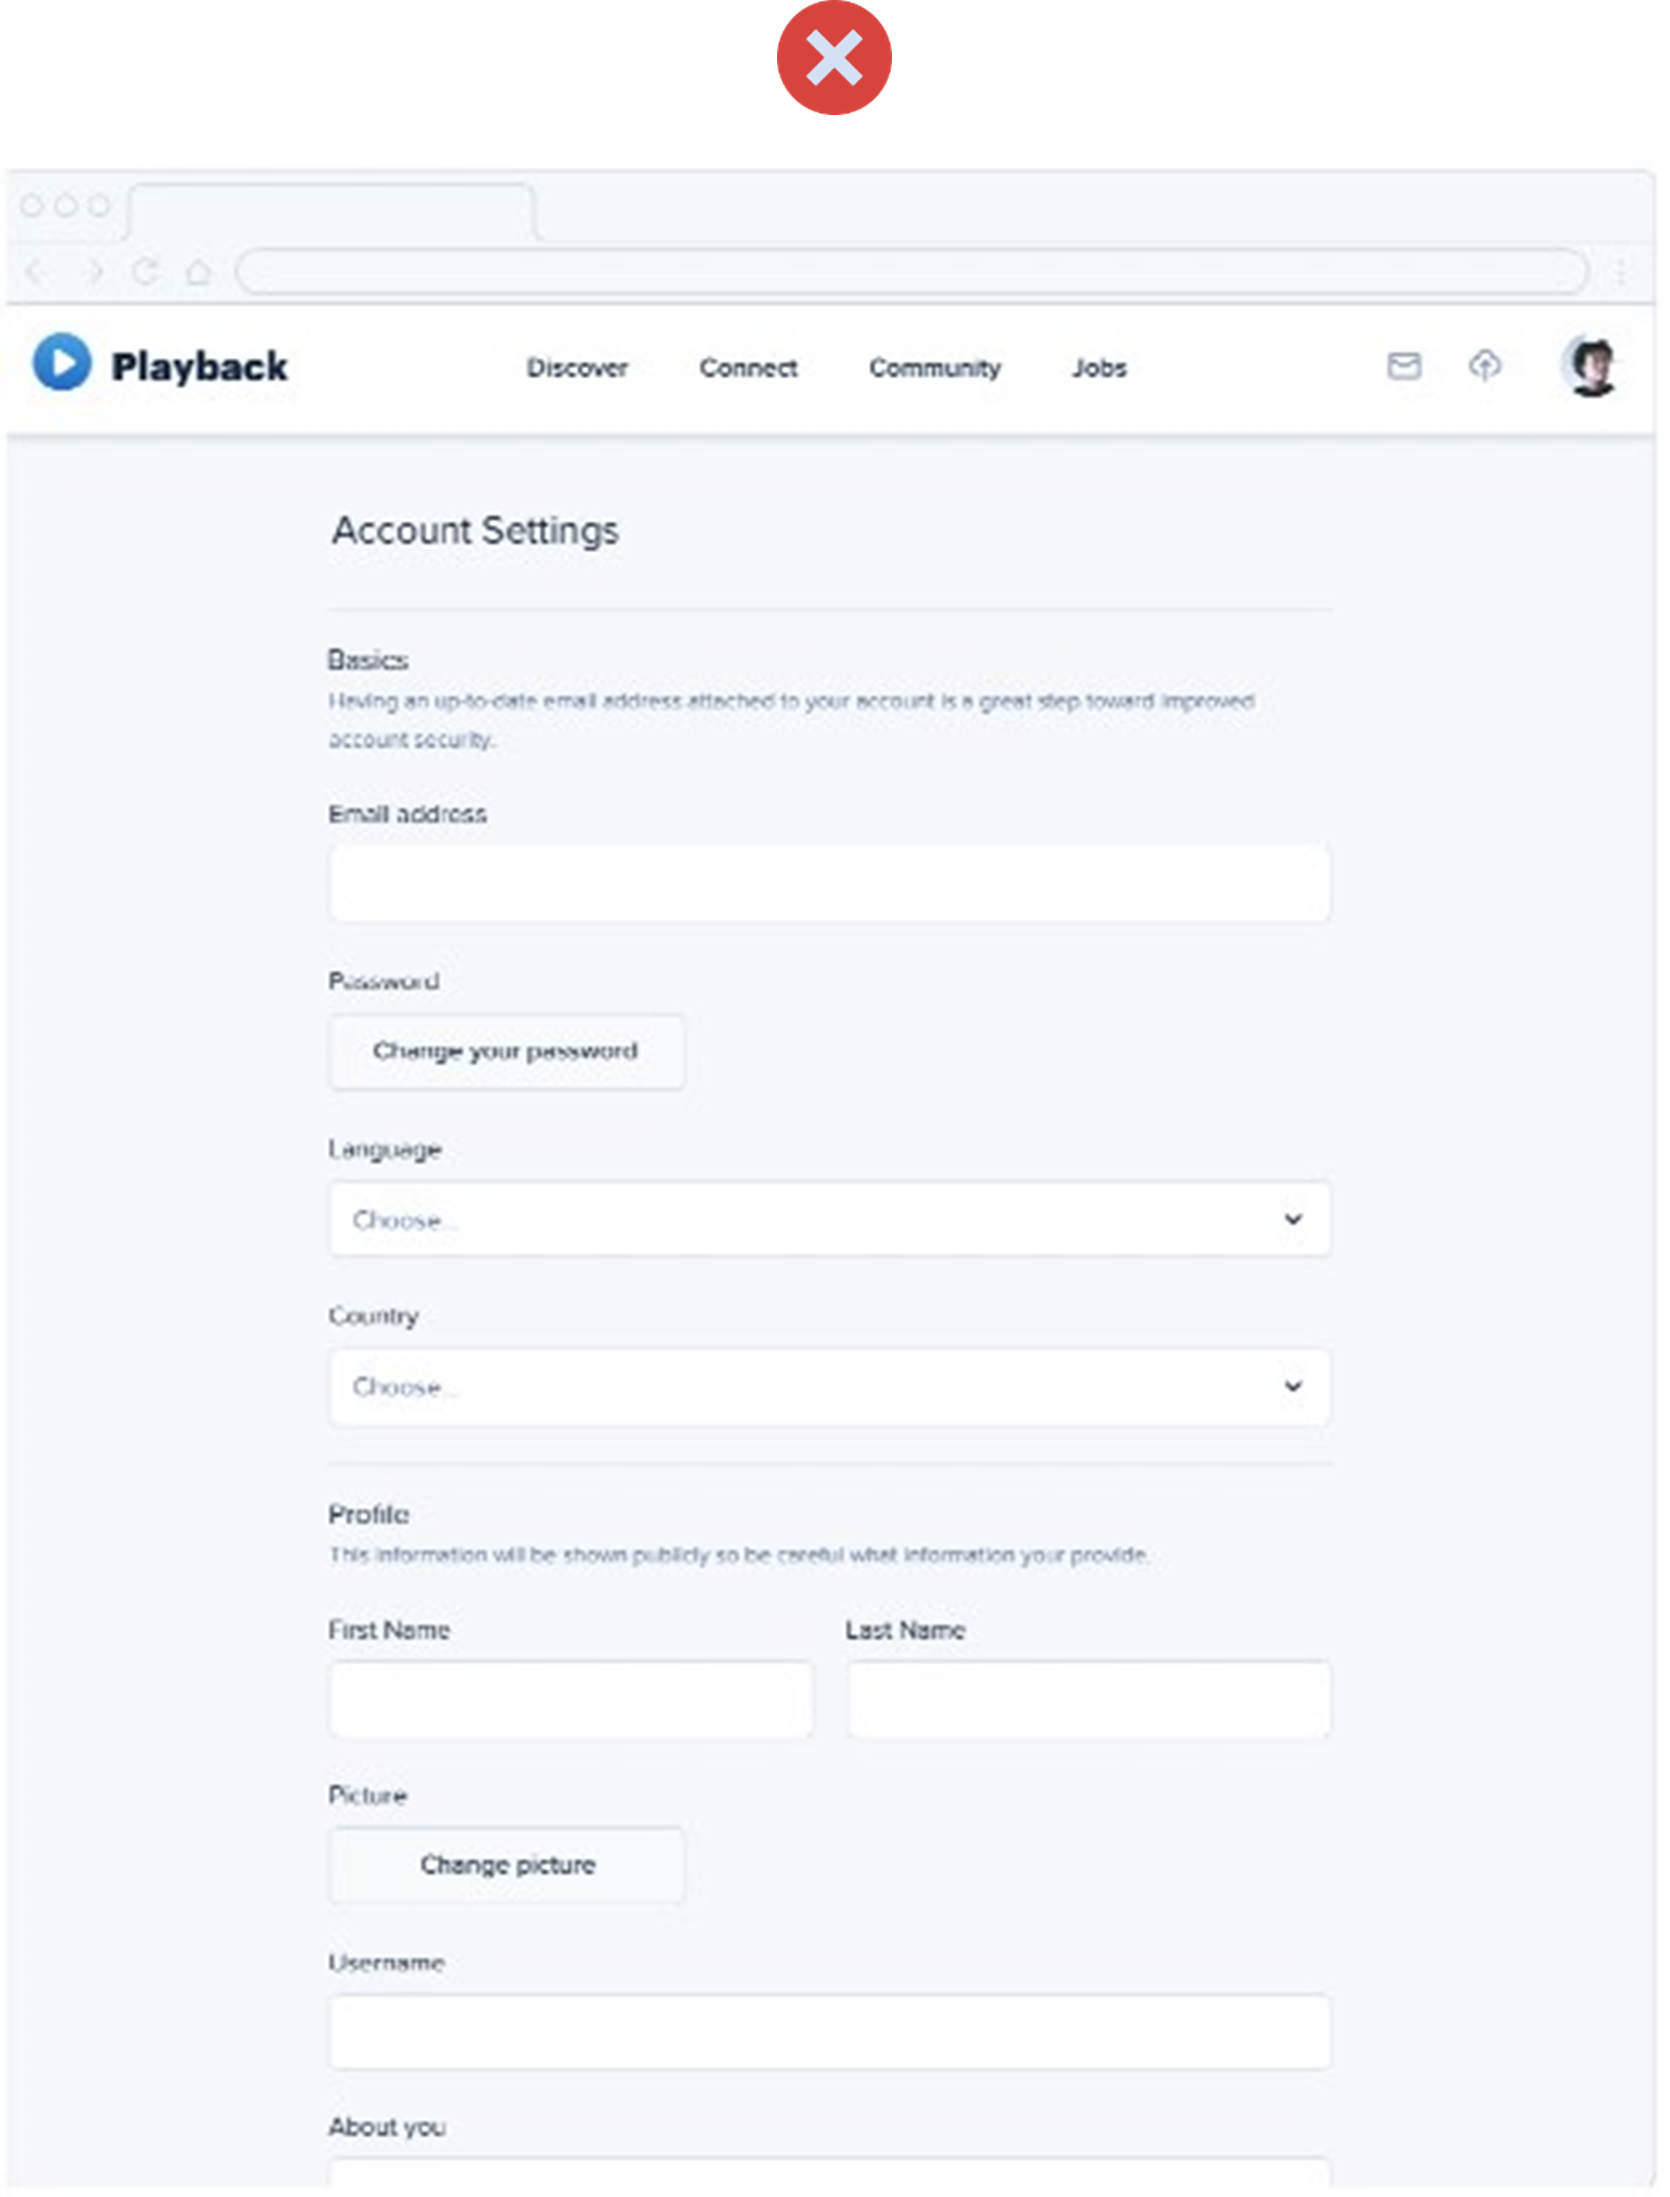 Playback
Discover Connect Community Jobs
Account Settings
Basics
Having an up-to-date email address attached to your account is a great step toward improved
account security.
Email address
Password
Change your password
Language
Choose...
Country
Choose...
Profile
This information will be shown publicly so be careful what information your provide.
First Name Last Name
Picture
Change picture
Username
About you